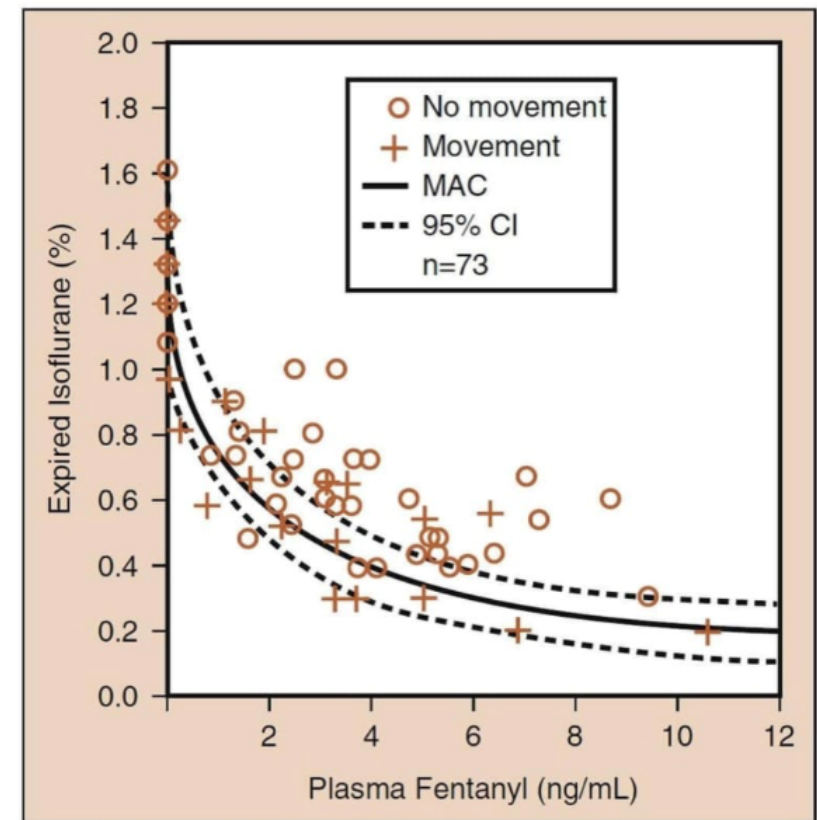 2.0
1.8
1.6
1.4
1.2
1.0
0.8
0.6
0.4
0.2
0.0
Expired Isoflurane (%)
No movement
Movement
MAC
95% CI
n=73
2 4 6 8 10 12
Plasma Fentanyl (ng/mL)